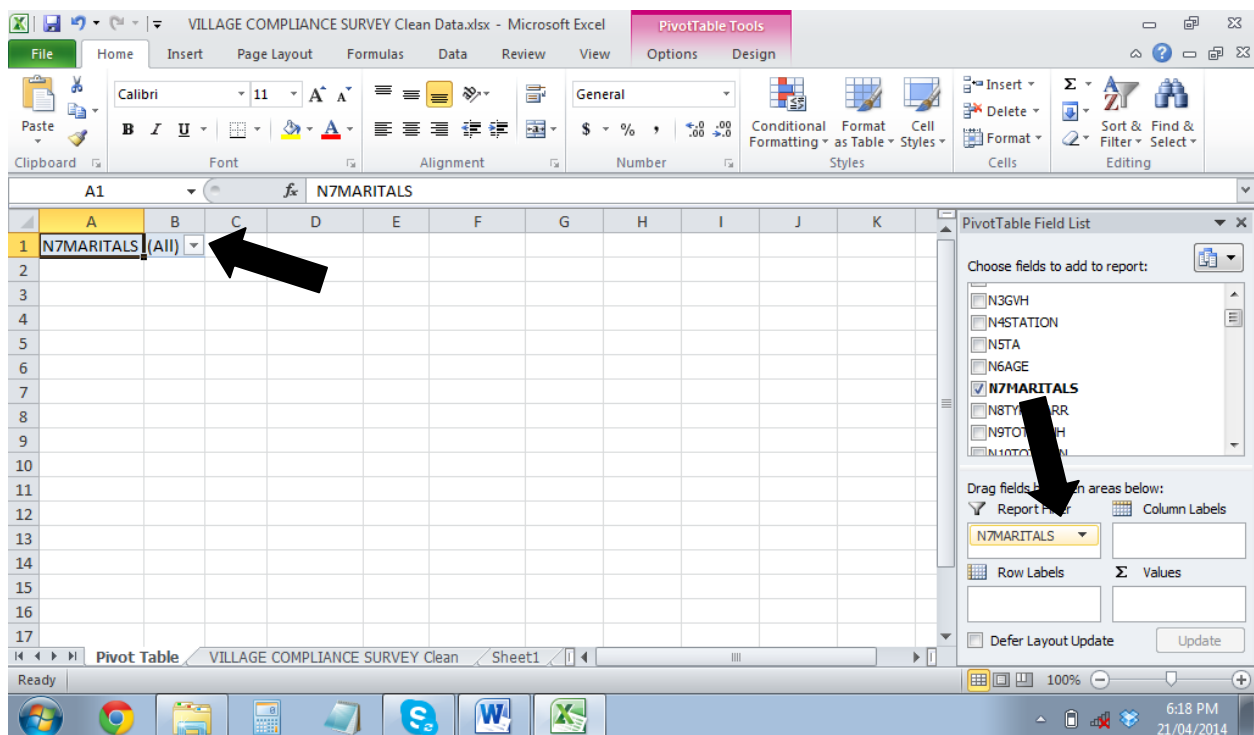 VILLAGE COMPLIANCE SURVEY Clean Data.xlsx - Microsoft Excel
PivotTable Tools
File Home Insert Page Layout Formulas Data Review View Options Design
Paste
Calibri 11 A A
B I U A
General
$ % , .0 .00 .00 .0
Conditional Formatting
Format as Table
Cell Styles
Insert
Delete
Format
Σ
Sort & Filter
Find & Select
Clipboard Font Alignment Number Styles Cells Editing
A1 fx N7MARITALS
A B C D E F G H I J K
1 N7MARITALS (All)
2
3
4
5
6
7
8
9
10
11
12
13
14
15
16
17
PivotTable Field List
Choose fields to add to report:
N3GVH
N4STATION
N5TA
N6AGE
N7MARITALS
Drag fields areas below:
Report Column Labels
N7MARITALS
Row Labels Σ Values
Defer Layout Update Update
Pivot Table VILLAGE COMPLIANCE SURVEY Clean Sheet1
Ready 100%
6:18 PM
21/04/2014